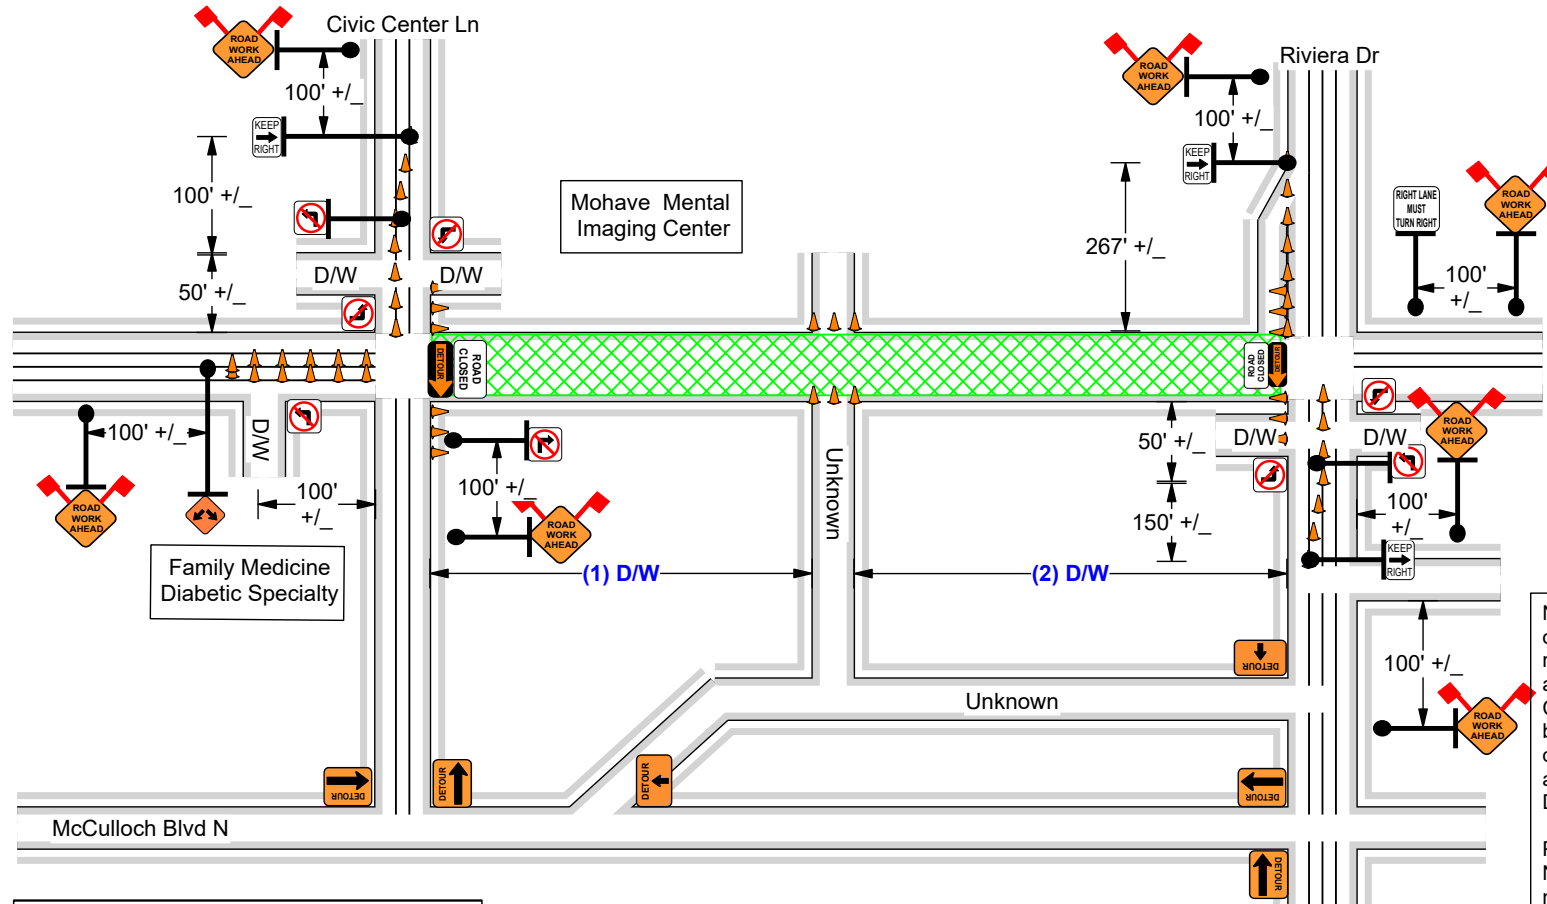 Civic Center Ln
Riviera Dr
ROAD
WORK
AHEAD
100' +/_
KEEP
RIGHT
100' +/_
50' +/_
D/W
D/W
Mohave Mental
Imaging Center
ROAD
WORK
AHEAD
100' +/_
KEEP
RIGHT
267' +/_
RIGHT LANE
MUST
TURN RIGHT
ROAD
WORK
AHEAD
100'
+/_
DETOUR
ROAD
CLOSED
ROAD
CLOSED
DETOUR
100' +/_
D/W
ROAD
WORK
AHEAD
100'
+/_
Family Medicine
Diabetic Specialty
100' +/_
ROAD
WORK
AHEAD
Unknown
50' +/_
150' +/_
D/W
D/W
ROAD
WORK
AHEAD
100'
+/_
KEEP
RIGHT
(1) D/W
(2) D/W
DETOUR
Unknown
100' +/_
ROAD
WORK
AHEAD
DETOUR
DETOUR
DETOUR
DETOUR
McCulloch Blvd N
DETOUR